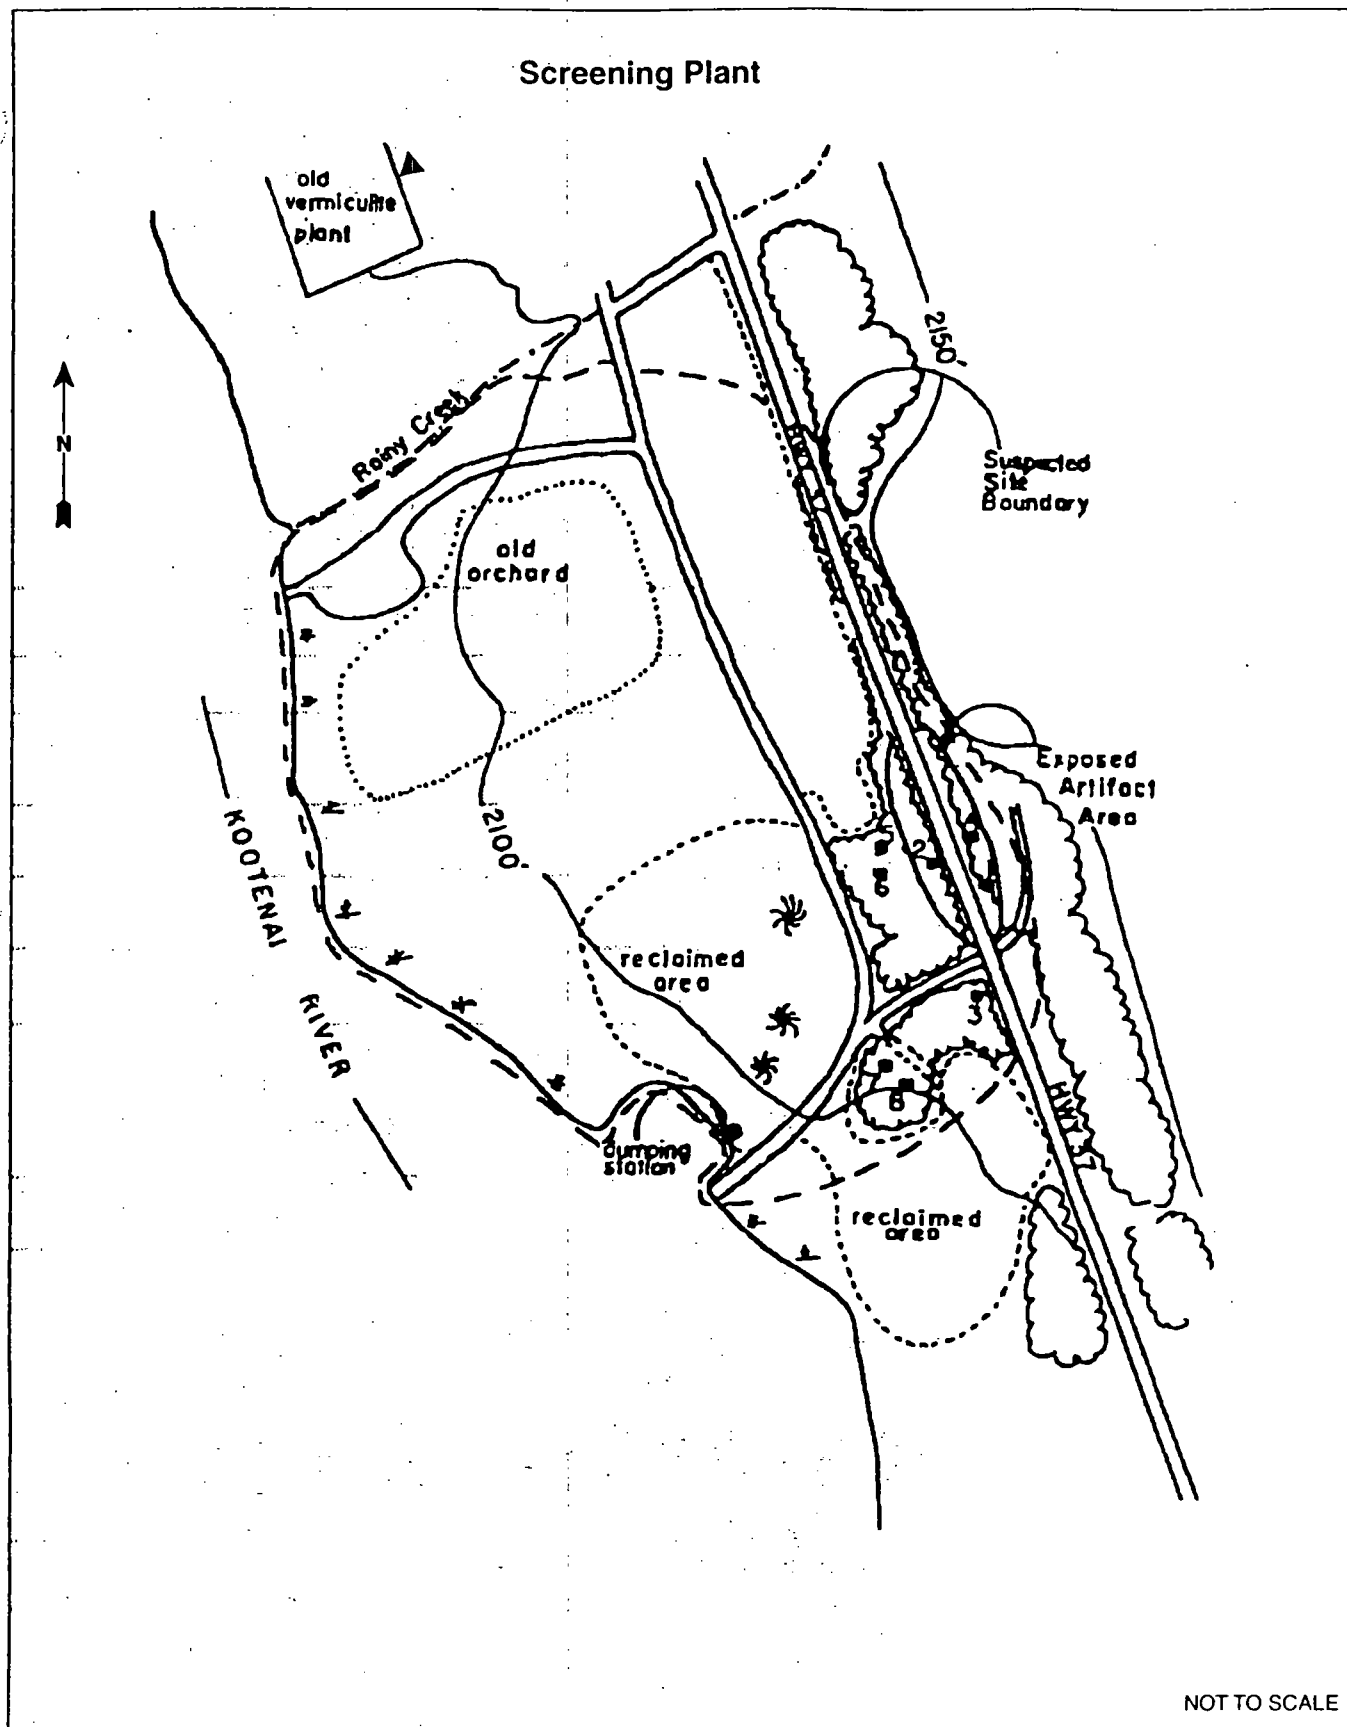 Screening Plant
old
vermiculite
plant
2150'
N
Rainy Creek
Suspected
Site
Boundary
old
orchard
Exposed
Artifact
Area
KOOTENAI
RIVER
2100'
2
6
reclaimed
area
3
6
HWY 37
dumping
station
reclaimed
area
NOT TO SCALE